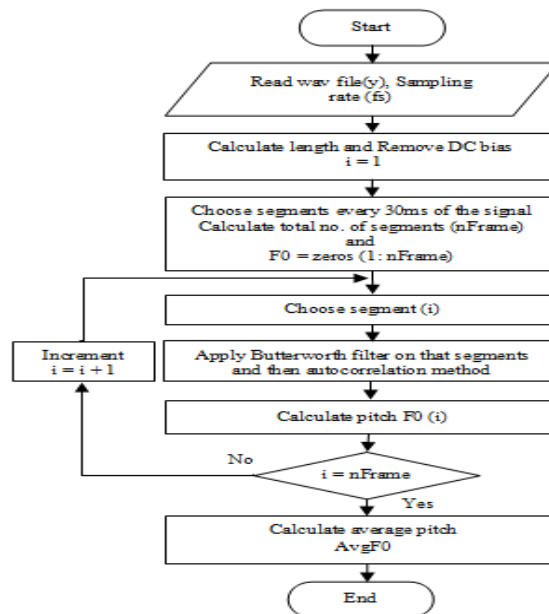 Start
Read wav file(y), Sampling
rate (fs)
Calculate length and Remove DC bias
i = 1
Choose segments every 30ms of the signal
Calculate total no. of segments (nFrame)
and
F0 = zeros (1: nFrame)
Choose segment (i)
Increment
i = i + 1
Apply Butterworth filter on that segments
and then autocorrelation method
Calculate pitch F0 (i)
No
i = nFrame
Yes
Calculate average pitch
AvgF0
End